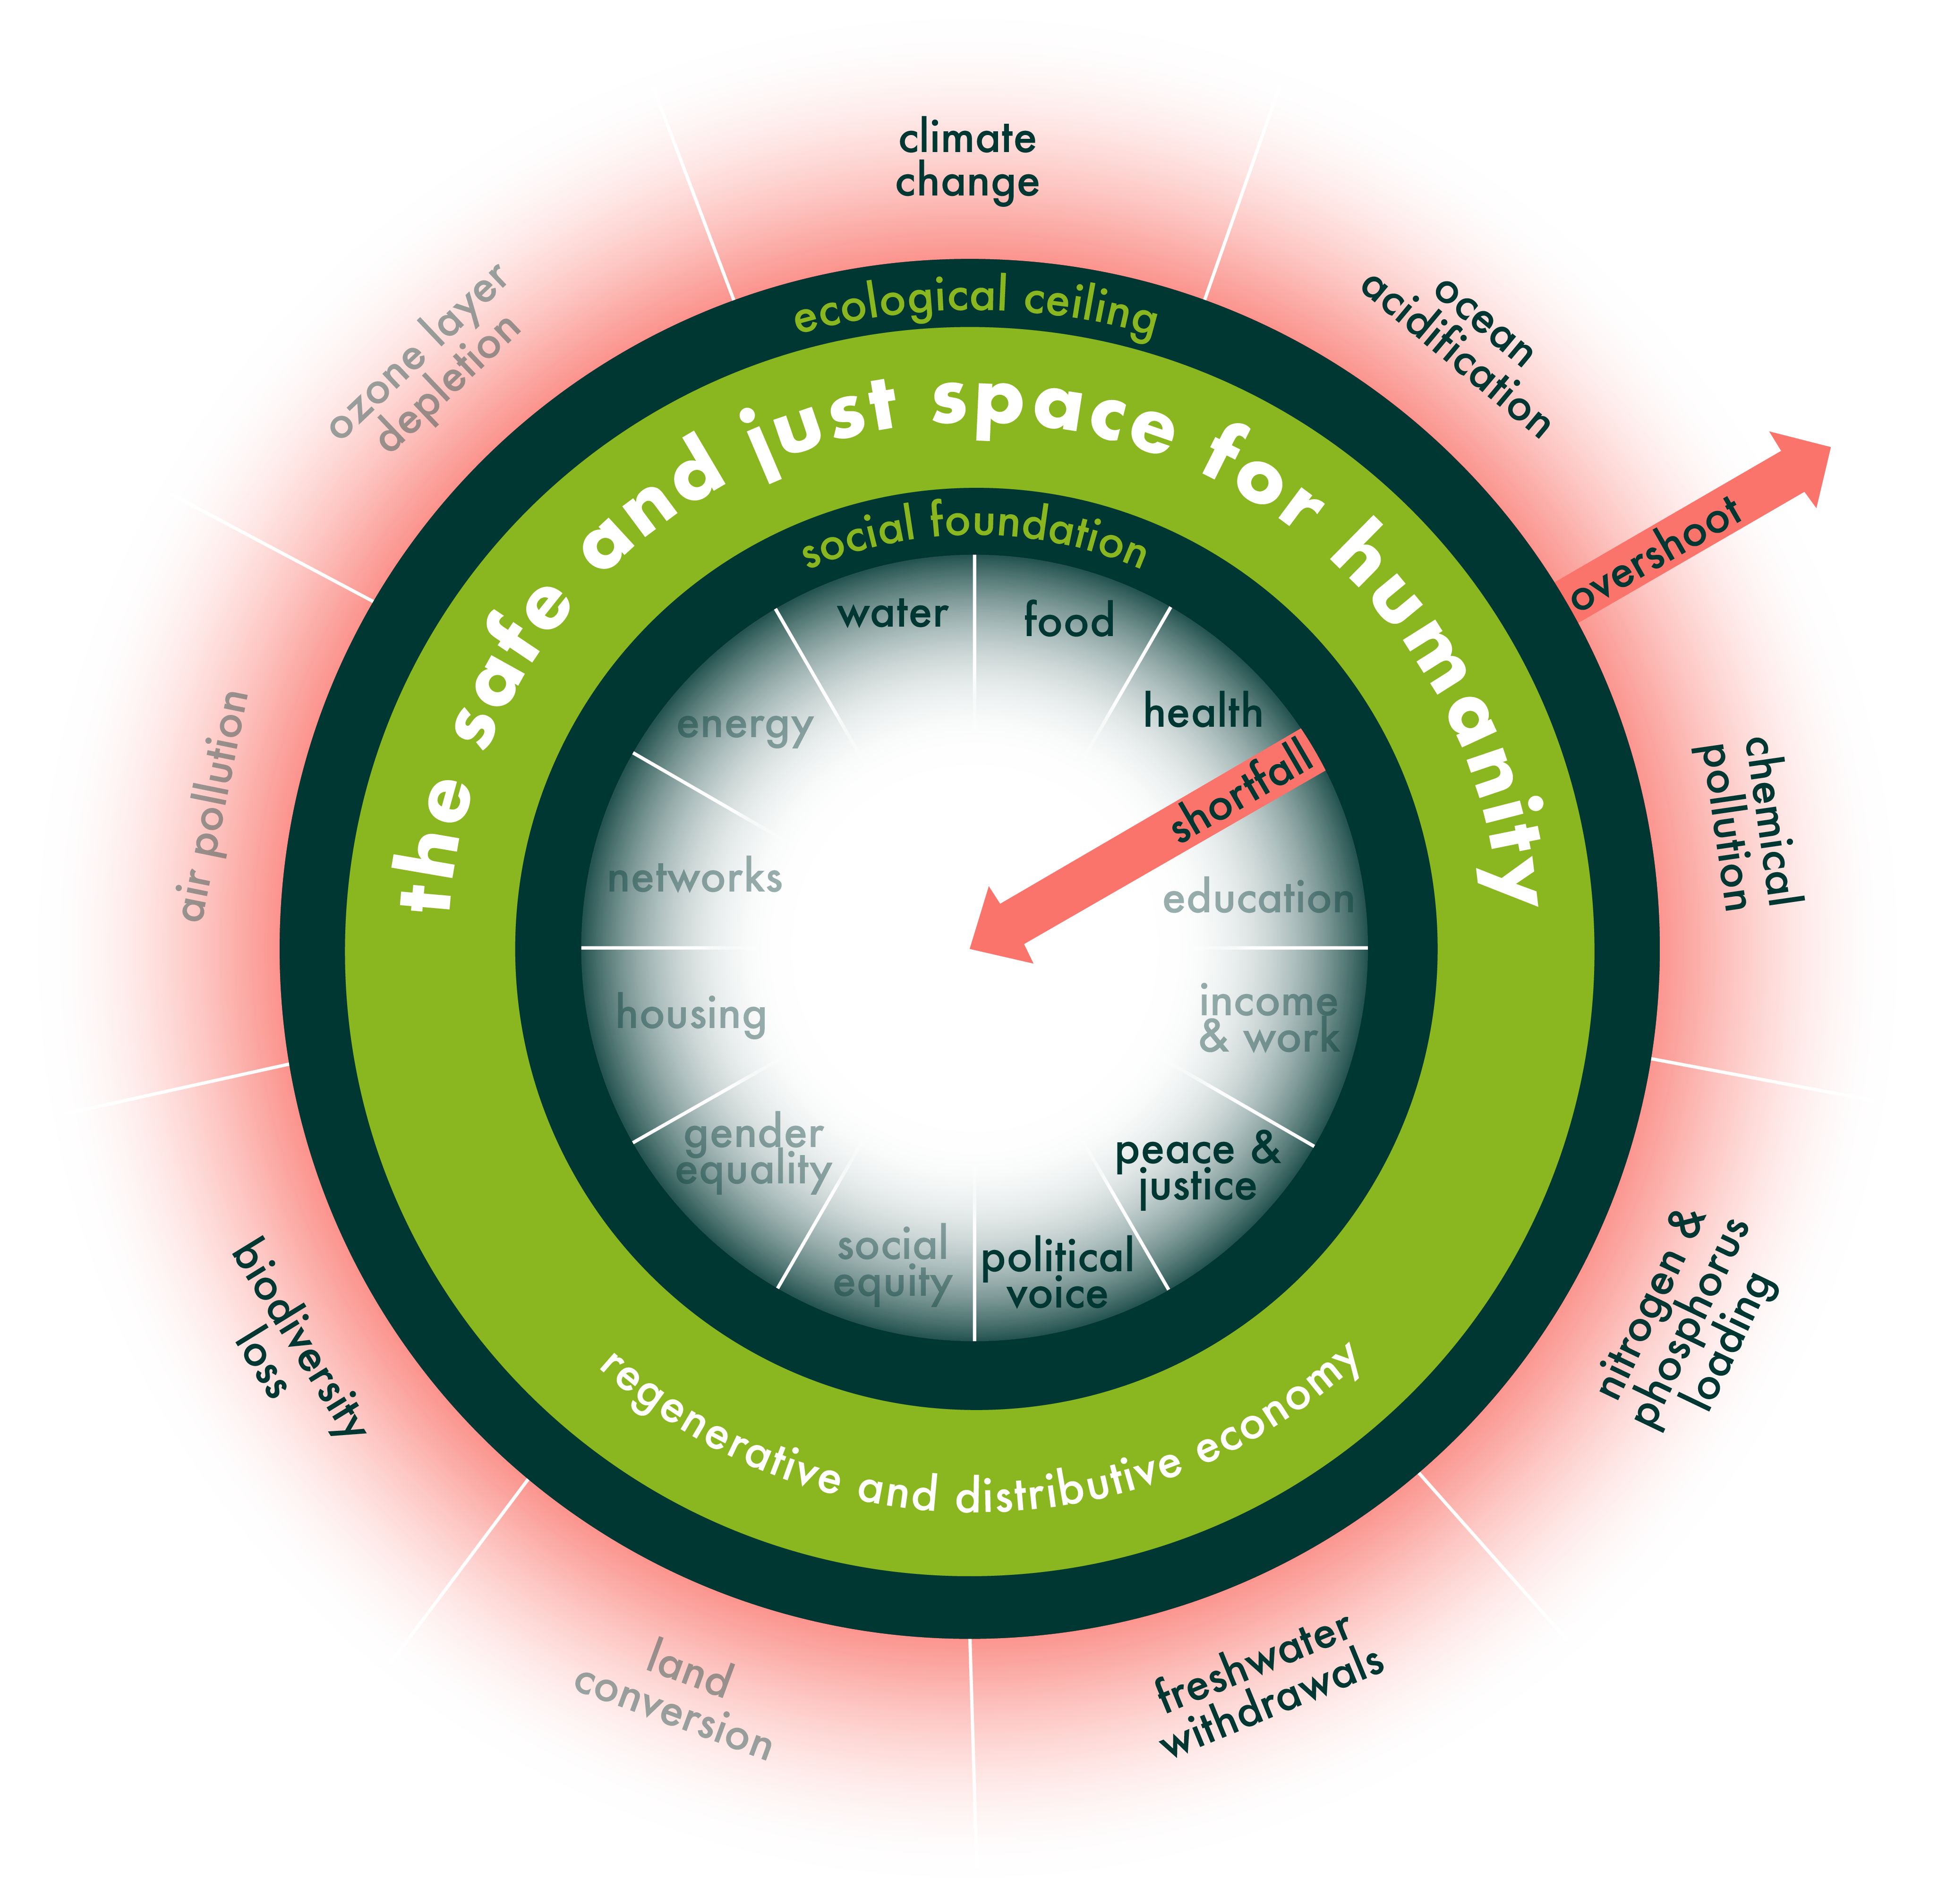 climate
change
ocean
acidification
chemical
pollution
nitrogen &
phosphorus
loading
freshwater
withdrawals
land
conversion
biodiversity
loss
air pollution
ozone layer
depletion
overshoot
ecological ceiling
the safe and just space for humanity
regenerative and distributive economy
social foundation
water
food
health
shortfall
education
income
& work
peace &
justice
political
voice
social
equity
gender
equality
housing
networks
energy